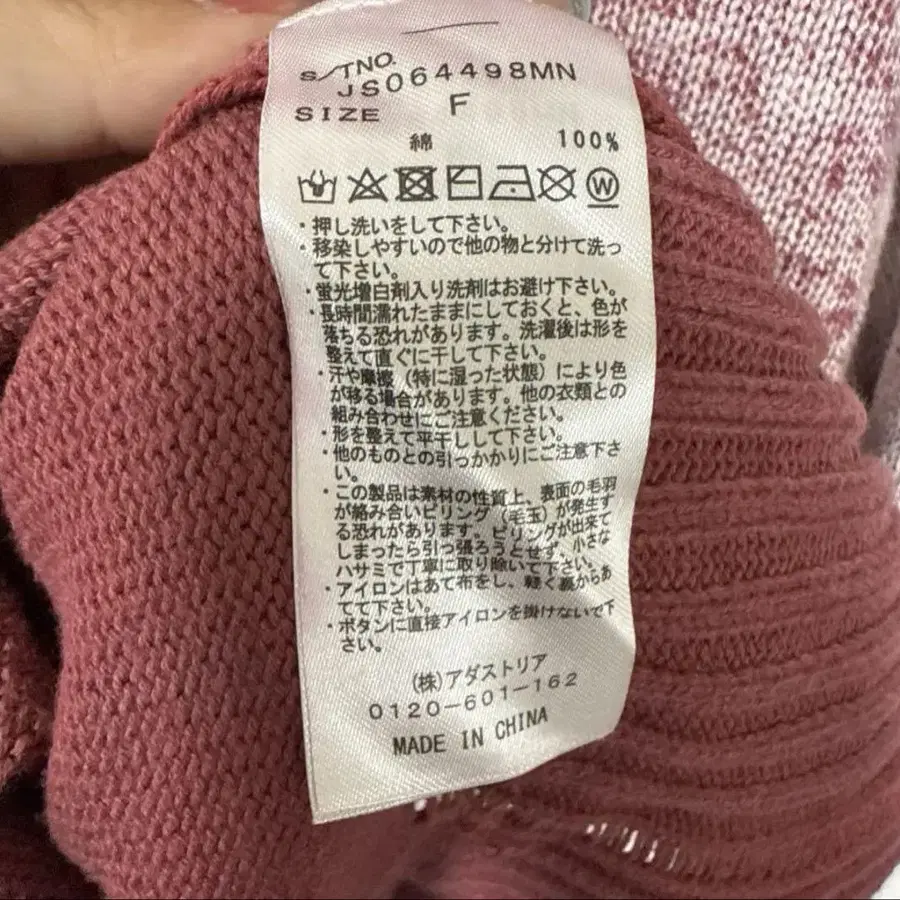 S/TNO.
JS064498MN
SIZE F
綿 100%
W
・押し洗いをして下さい。
・移染しやすいので他の物と分けて洗っ
て下さい。
・蛍光増白剤入り洗剤はお避け下さい。
・長時間濡れたままにしておくと、色が
落ちる恐れがあります。洗濯後は形を
整えて直ぐに干して下さい。
・汗や摩擦（特に湿った状態）により色
が移る場合があります。他の衣類との
組み合わせにご注意ください。
・形を整えて平干しして下さい。
・他のものとの引っかかりにご注意下さ
い。
・この製品は素材の性質上、表面の毛羽
が絡み合いピリング（毛玉）が発生す
る恐れがあります。ピリングが出来て
しまったら引っ張ろうとせず、小さな
ハサミで丁寧に取り除いて下さい。
・アイロンはあて布をし、軽く裏からあ
てて下さい。
・ボタンに直接アイロンを掛けないで下
さい。
(株)アダストリア
0120-601-162
MADE IN CHINA